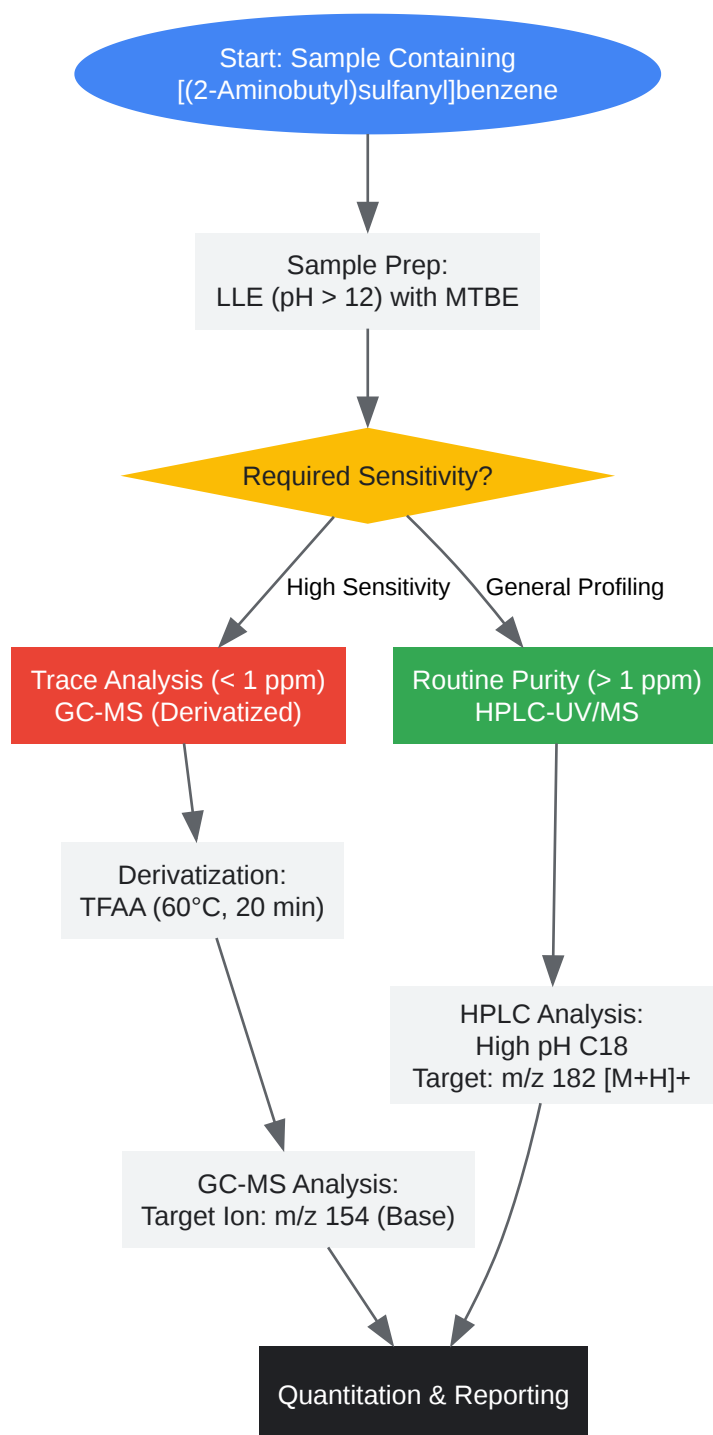 Start: Sample Containing
[(2-Aminobutyl)sulfanyl]benzene
Sample Prep:
LLE (pH > 12) with MTBE
Required Sensitivity?
High Sensitivity
General Profiling
Trace Analysis (< 1 ppm)
GC-MS (Derivatized)
Routine Purity (> 1 ppm)
HPLC-UV/MS
Derivatization:
TFAA (60°C, 20 min)
HPLC Analysis:
High pH C18
Target: m/z 182 [M+H]+
GC-MS Analysis:
Target Ion: m/z 154 (Base)
Quantitation & Reporting